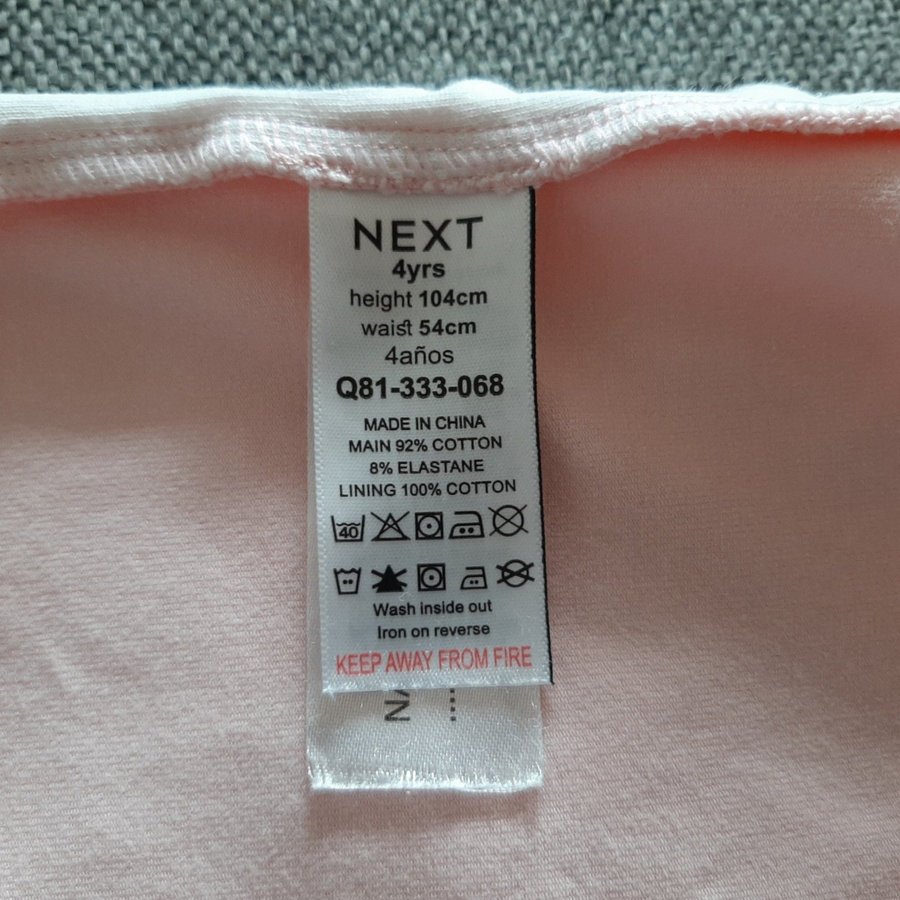 NEXT
4yrs
height 104cm
waist 54cm
4años
Q81-333-068
MADE IN CHINA
MAIN 92% COTTON
8% ELASTANE
LINING 100% COTTON
40
Wash inside out
Iron on reverse
KEEP AWAY FROM FIRE